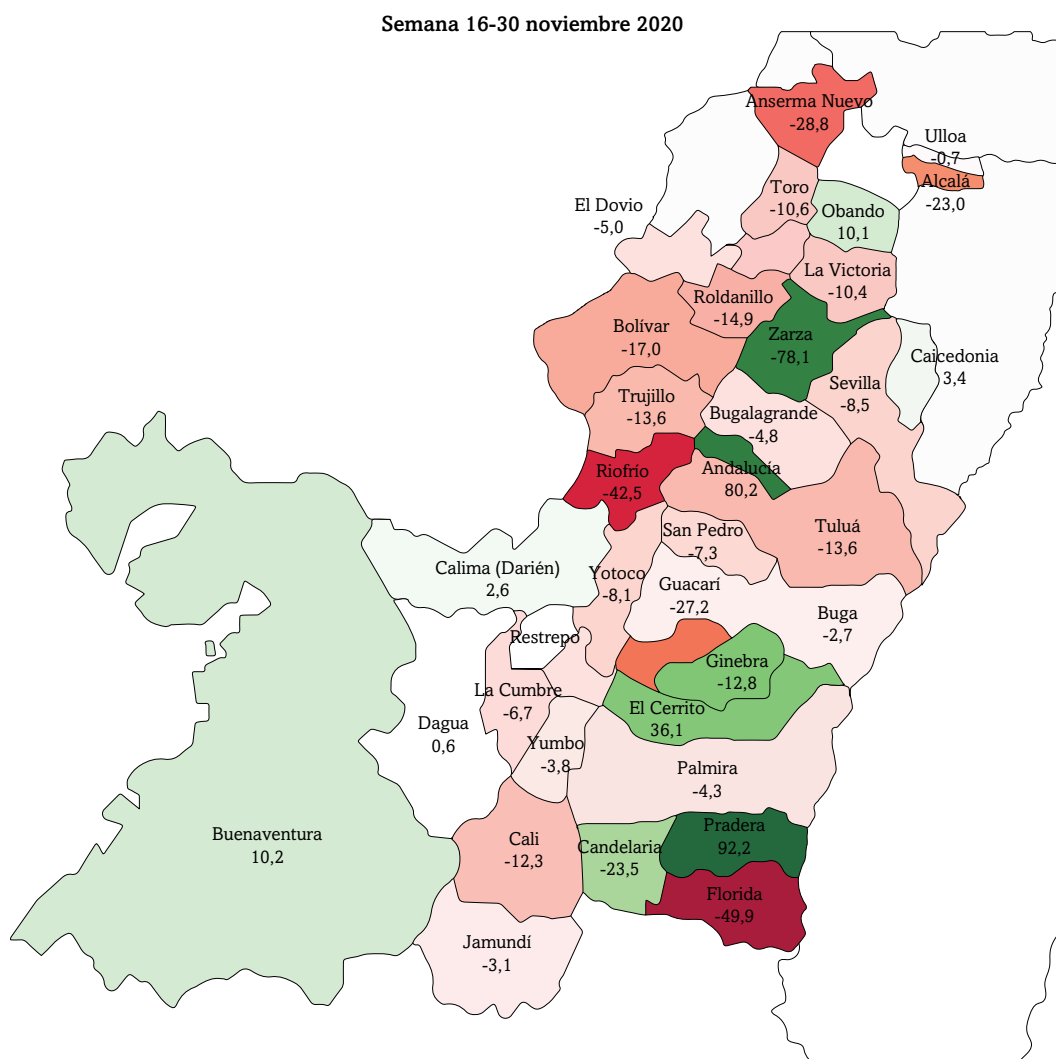 Semana 16-30 noviembre 2020
Anserma Nuevo
-28,8
Ulloa
-0,7
Alcalá
-23,0
Toro
-10,6
El Dovio
-5,0
Obando
10,1
La Victoria
-10,4
Roldanillo
-14,9
Bolívar
-17,0
Zarza
-78,1
Caicedonia
3,4
Sevilla
-8,5
Trujillo
-13,6
Bugalagrande
-4,8
Riofrío
-42,5
Andalucía
80,2
San Pedro
-7,3
Tuluá
-13,6
Calima (Darién)
2,6
Yotoco
-8,1
Guacarí
-27,2
Buga
-2,7
Restrepo
Ginebra
-12,8
La Cumbre
-6,7
El Cerrito
36,1
Dagua
0,6
Yumbo
-3,8
Palmira
-4,3
Buenaventura
10,2
Cali
-12,3
Candelaria
-23,5
Pradera
92,2
Florida
-49,9
Jamundí
-3,1